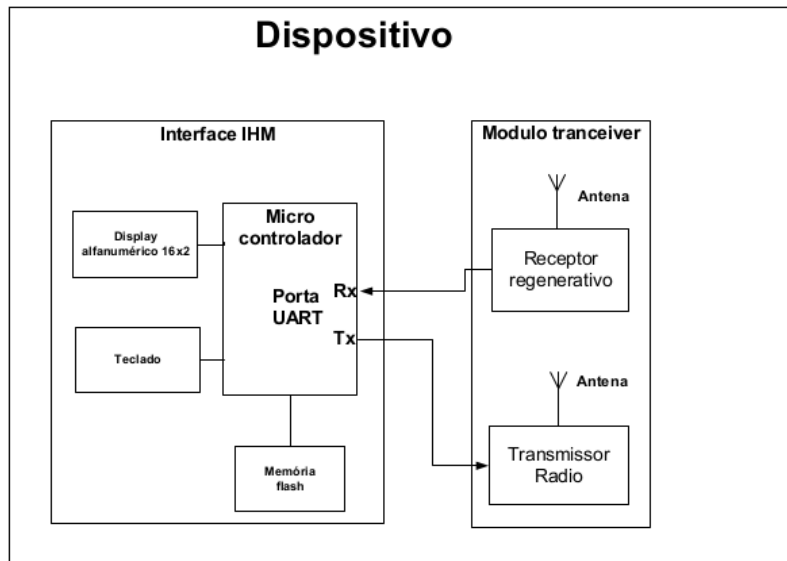 Dispositivo
Interface IHM
Display
alfanumérico 16x2
Teclado
Micro
controlador
Porta
UART
Rx
Tx
Memória
flash
Modulo tranceiver
Antena
Receptor
regenerativo
Antena
Transmissor
Radio